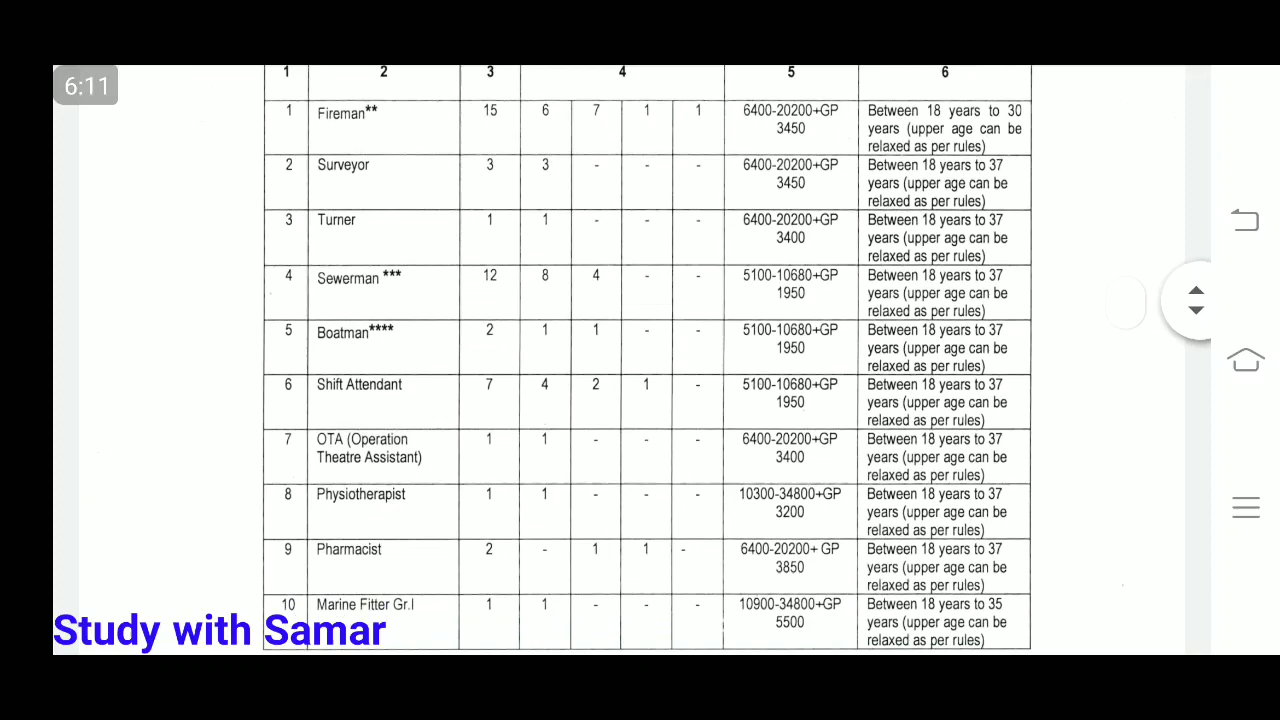 6:11
1 2 3 4 5 6
1 Fireman** 15 6 7 1 1 6400-20200+GP Between 18 years to 30
3450 years (upper age can be
relaxed as per rules)
2 Surveyor 3 3 - - - 6400-20200+GP Between 18 years to 37
3450 years (upper age can be
relaxed as per rules)
3 Turner 1 1 - - - 6400-20200+GP Between 18 years to 37
3400 years (upper age can be
relaxed as per rules)
4 Sewerman *** 12 8 4 - - 5100-10680+GP Between 18 years to 37
1950 years (upper age can be
relaxed as per rules)
5 Boatman**** 2 1 1 - - 5100-10680+GP Between 18 years to 37
1950 years (upper age can be
relaxed as per rules)
6 Shift Attendant 7 4 2 1 - 5100-10680+GP Between 18 years to 37
1950 years (upper age can be
relaxed as per rules)
7 OTA (Operation 1 1 - - - 6400-20200+GP Between 18 years to 37
Theatre Assistant) 3400 years (upper age can be
relaxed as per rules)
8 Physiotherapist 1 1 - - - 10300-34800+GP Between 18 years to 37
3200 years (upper age can be
relaxed as per rules)
9 Pharmacist 2 - 1 1 - 6400-20200+ GP Between 18 years to 37
3850 years (upper age can be
relaxed as per rules)
10 Marine Fitter Gr.I 1 1 - - - 10900-34800+GP Between 18 years to 35
5500 years (upper age can be
relaxed as per rules)
Study with Samar